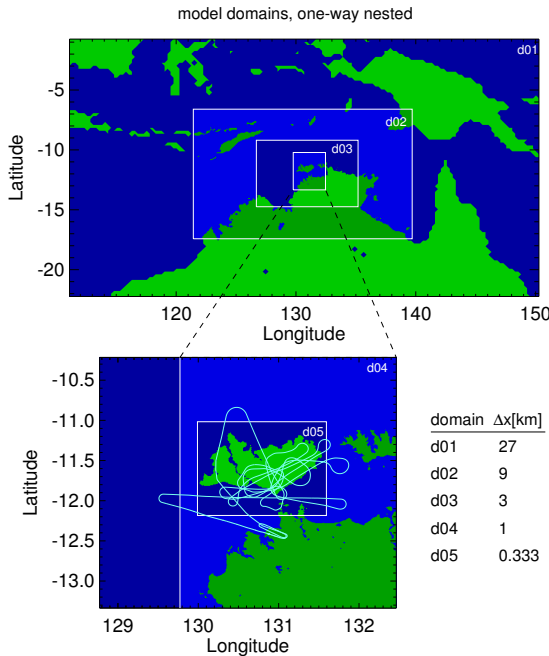 model domains, one-way nested
d01
d02
d03
Latitude
-5
-10
-15
-20
120
130
140
150
Longitude
d04
d05
Latitude
-10.5
-11.0
-11.5
-12.0
-12.5
-13.0
129
130
131
132
Longitude
domain Δx[km]
d01 27
d02 9
d03 3
d04 1
d05 0.333